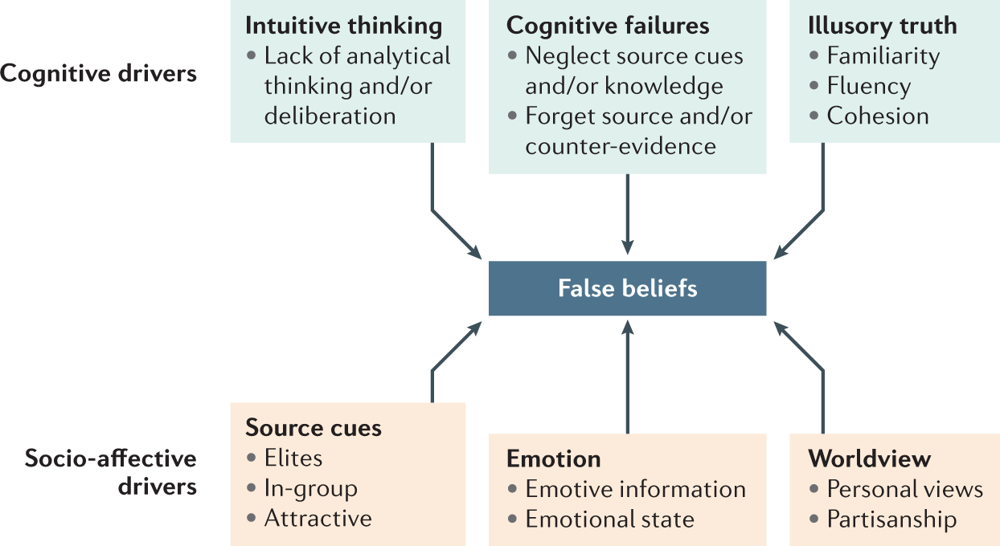 Cognitive drivers
Intuitive thinking
• Lack of analytical
thinking and/or
deliberation
Cognitive failures
• Neglect source cues
and/or knowledge
• Forget source and/or
counter-evidence
Illusory truth
• Familiarity
• Fluency
• Cohesion
False beliefs
Socio-affective
drivers
Source cues
• Elites
• In-group
• Attractive
Emotion
• Emotive information
• Emotional state
Worldview
• Personal views
• Partisanship